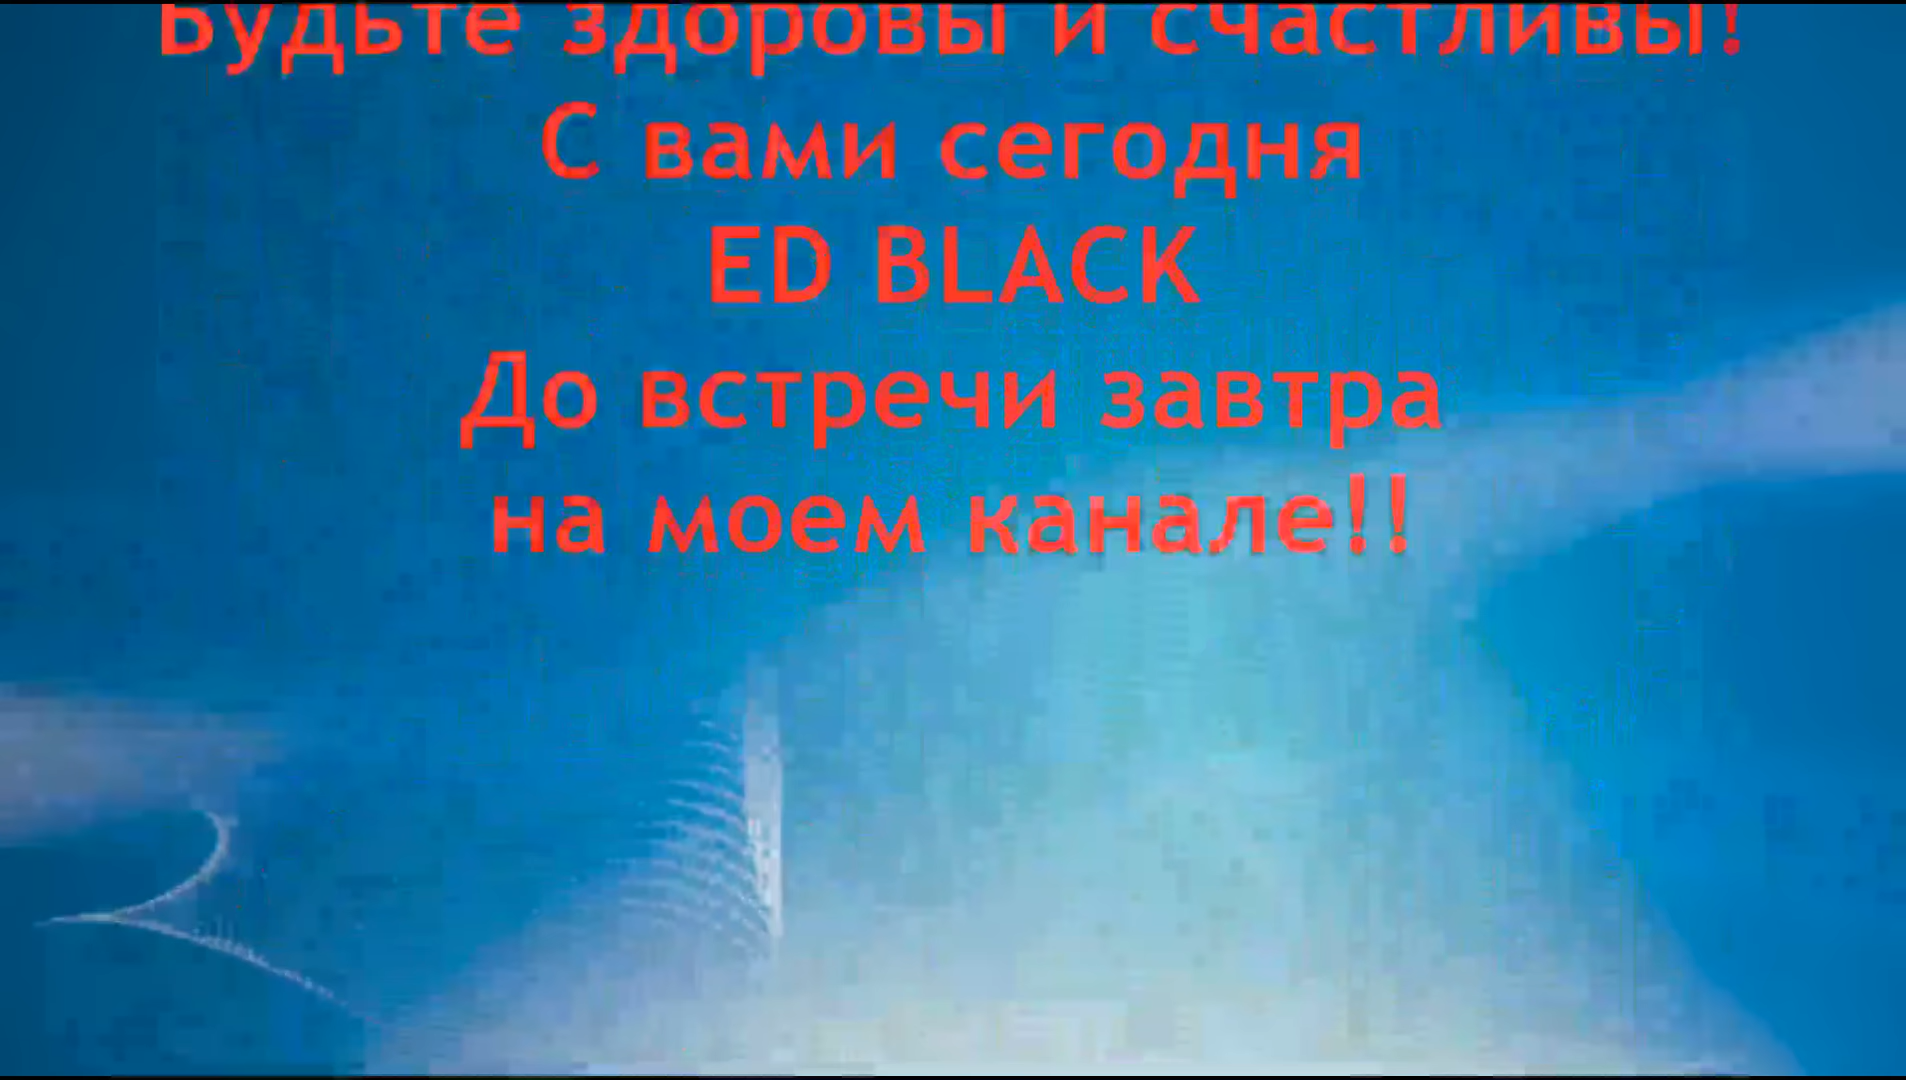 Будьте здоровы и счастливы!
С вами сегодня
ED BLACK
До встречи завтра
на моем канале!!